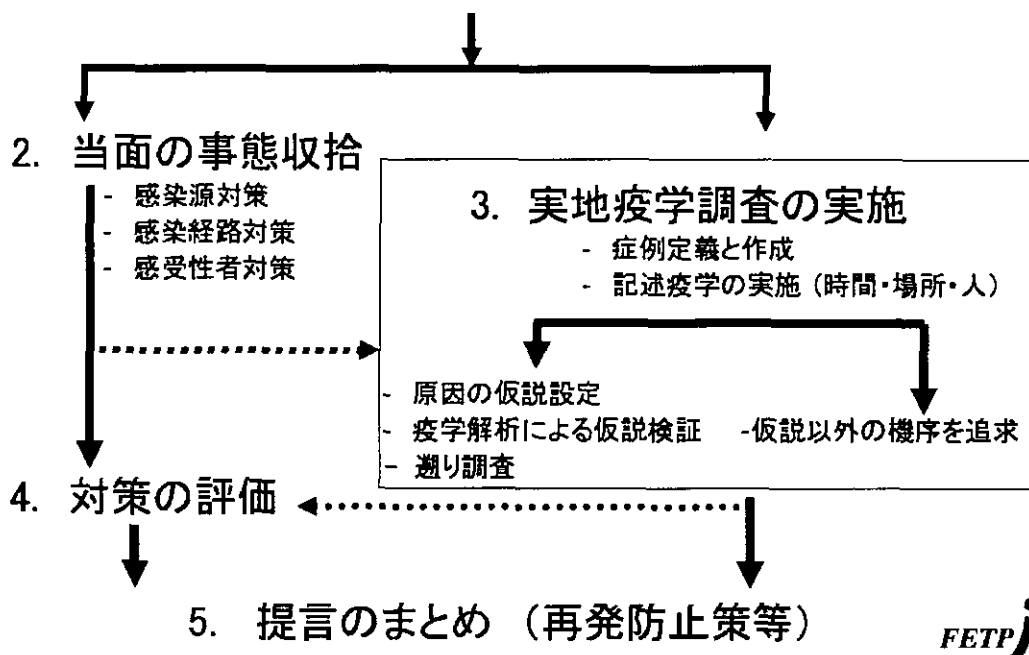 2. 当面の事態収拾
- 感染源対策
- 感染経路対策
- 感受性者対策
3. 実地疫学調査の実施
- 症例定義と作成
- 記述疫学の実施（時間・場所・人）
- 原因の仮説設定
- 疫学解析による仮説検証
- 遡り調査
-仮説以外の機序を追求
4. 対策の評価
5. 提言のまとめ（再発防止策等）
FETP